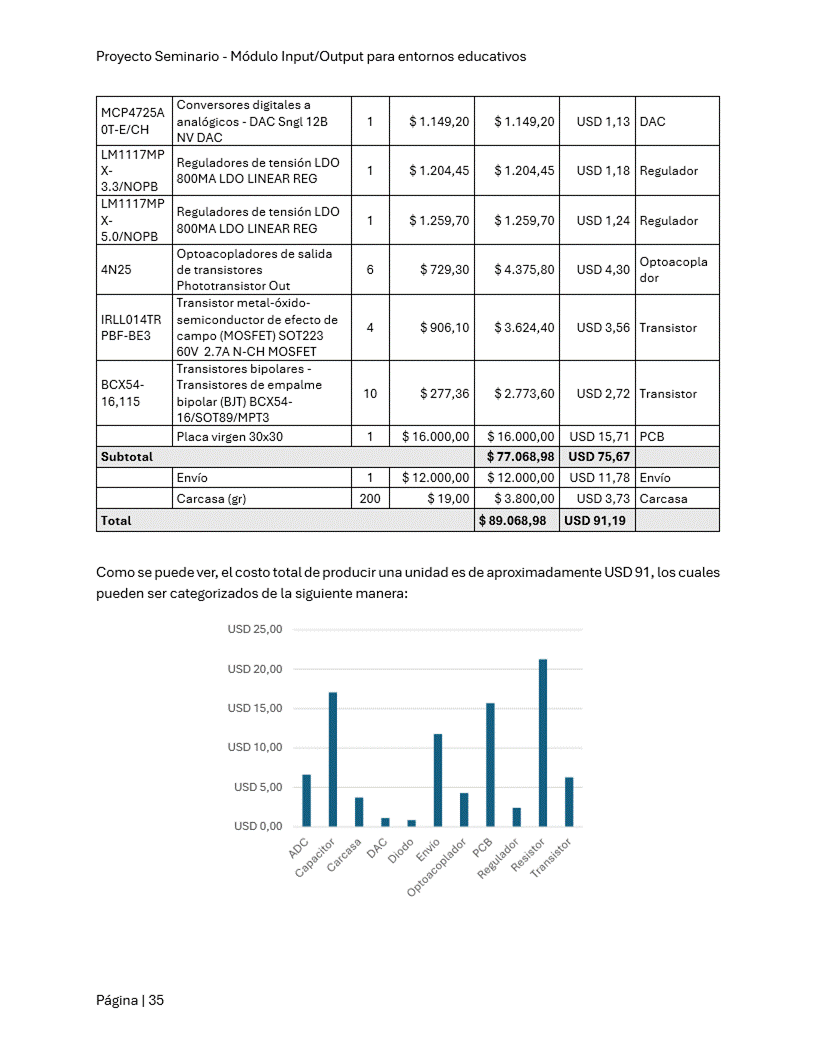 Proyecto Seminario - Módulo Input/Output para entornos educativos
MCP4725A
0T-E/CH
Conversores digitales a
analógicos - DAC Sngl 12B
NV DAC
1
$ 1.149,20
$ 1.149,20
USD 1,13
DAC
LM1117MP
X-
3.3/NOPB
Reguladores de tensión LDO
800MA LDO LINEAR REG
1
$ 1.204,45
$ 1.204,45
USD 1,18
Regulador
LM1117MP
X-
5.0/NOPB
Reguladores de tensión LDO
800MA LDO LINEAR REG
1
$ 1.259,70
$ 1.259,70
USD 1,24
Regulador
4N25
Optoacopladores de salida
de transistores
Phototransistor Out
6
$ 729,30
$ 4.375,80
USD 4,30
Optoacopla
dor
IRLL014TR
PBF-BE3
Transistor metal-óxido-
semiconductor de efecto de
campo (MOSFET) SOT223
60V 2.7A N-CH MOSFET
4
$ 906,10
$ 3.624,40
USD 3,56
Transistor
BCX54-
16,115
Transistores bipolares -
Transistores de empalme
bipolar (BJT) BCX54-
16/SOT89/MPT3
10
$ 277,36
$ 2.773,60
USD 2,72
Transistor
Placa virgen 30x30
1
$ 16.000,00
$ 16.000,00
USD 15,71
PCB
Subtotal
$ 77.068,98
USD 75,67
Envío
1
$ 12.000,00
$ 12.000,00
USD 11,78
Envío
Carcasa (gr)
200
$ 19,00
$ 3.800,00
USD 3,73
Carcasa
Total
$ 89.068,98
USD 91,19
Como se puede ver, el costo total de producir una unidad es de aproximadamente USD 91, los cuales
pueden ser categorizados de la siguiente manera:
USD 25,00
USD 20,00
USD 15,00
USD 10,00
USD 5,00
USD 0,00
ADC
Capacitor
Carcasa
DAC
Diodo
Envío
Optoacoplador
PCB
Regulador
Resistor
Transistor
Página | 35